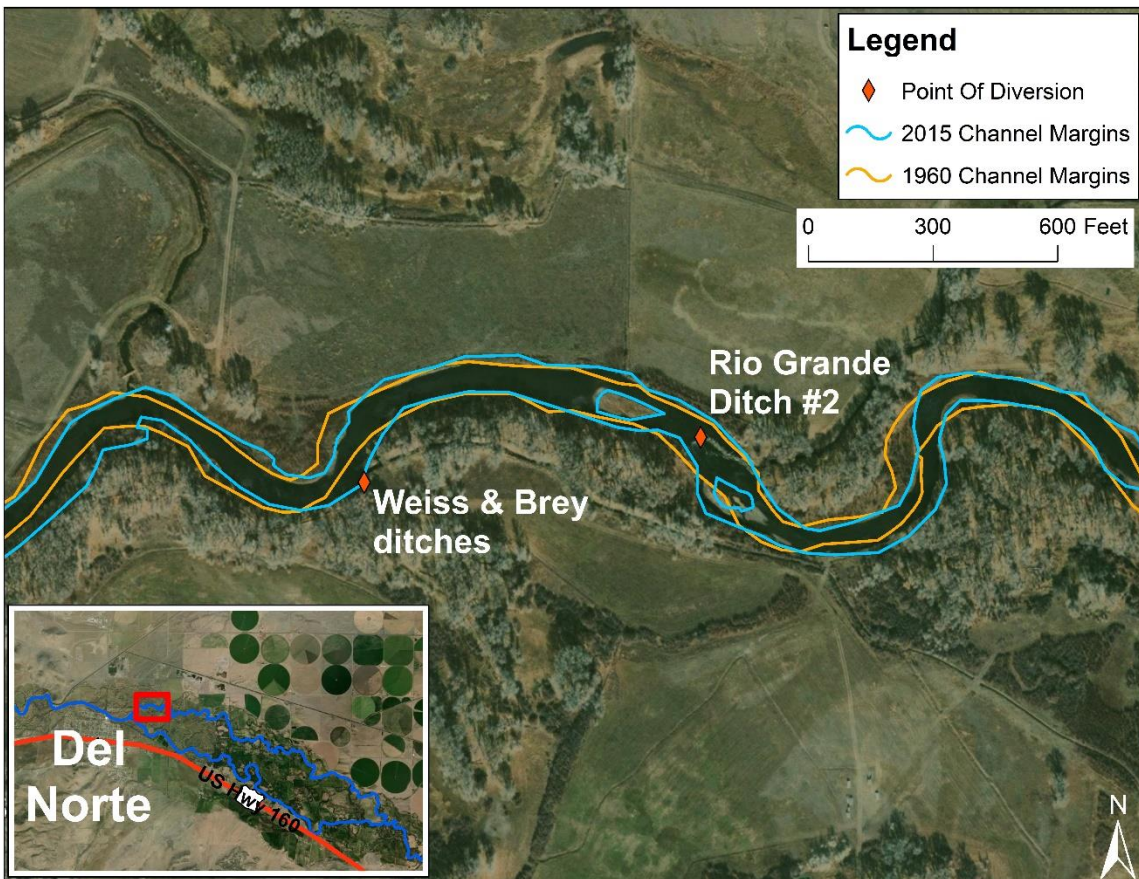 Legend
Point Of Diversion
2015 Channel Margins
1960 Channel Margins
0 300 600 Feet
Rio Grande
Ditch #2
Weiss & Brey
ditches
Del
Norte
US Hwy 160
N